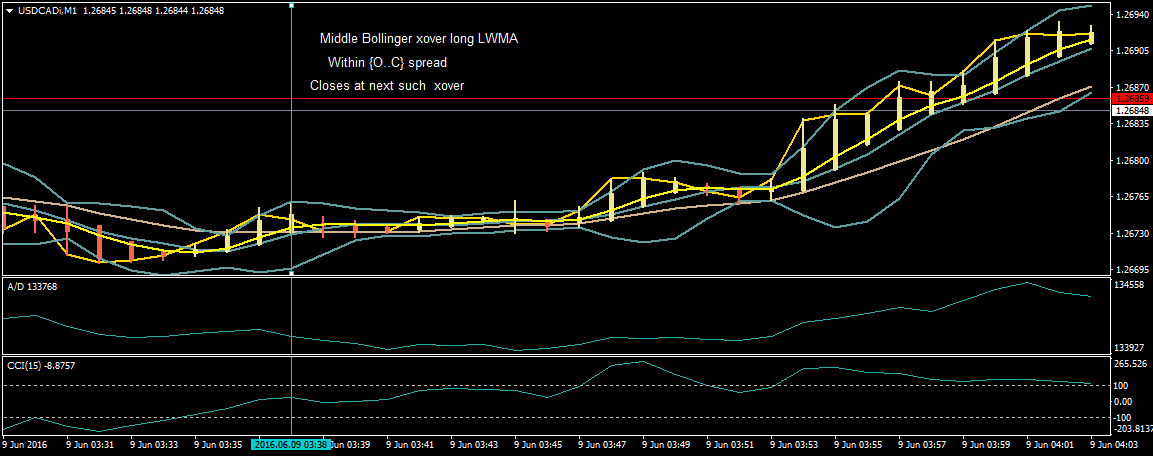 USDCADi,M1 1.26845 1.26848 1.26844 1.26848
Middle Bollinger xover long LWMA
Within {O..C} spread
Closes at next such xover
1.26940
1.26905
1.26870
1.26859
1.26848
1.26835
1.26800
1.26765
1.26730
1.26695
A/D 133768
134558
133927
CCI(15) -8.8757
265.526
100
0.00
-100
-203.8137
9 Jun 2016 9 Jun 03:31 9 Jun 03:33 9 Jun 03:35 2016.06.09 03:38 Jun 03:39 9 Jun 03:41 9 Jun 03:43 9 Jun 03:45 9 Jun 03:47 9 Jun 03:49 9 Jun 03:51 9 Jun 03:53 9 Jun 03:55 9 Jun 03:57 9 Jun 03:59 9 Jun 04:01 9 Jun 04:03